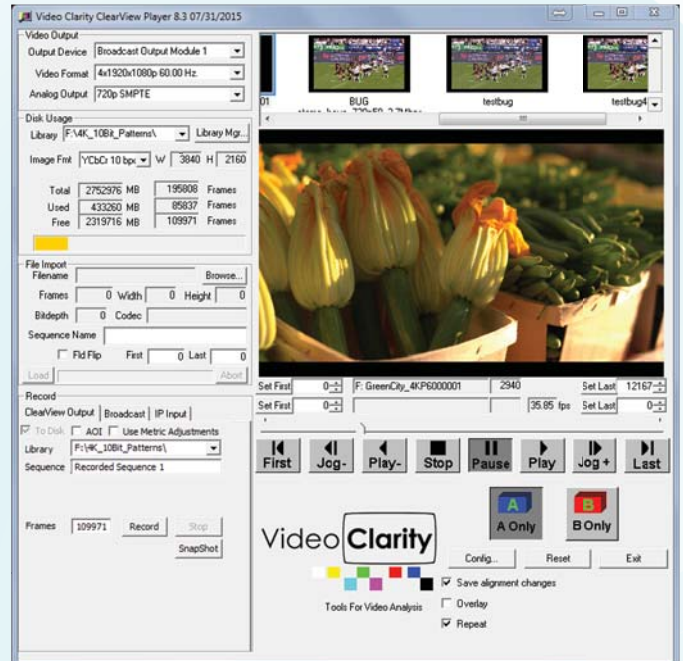 Video Clarity ClearView Player 8.3 07/31/2015
Video Output
Output Device Broadcast Output Module 1
Video Format 4x1920x1080p 60.00 Hz.
Analog Output 720p SMPTE
Disk Usage
Library F:\4K_10Bit_Patterns\ Library Mgr...
Image Fmt YCbCr 10 bpc W 3840 H 2160
Total 2752976 MB 195808 Frames
Used 433260 MB 85837 Frames
Free 2319716 MB 109971 Frames
File Import
Filename Browse...
Frames 0 Width 0 Height 0
Bitdepth 0 Codec
Sequence Name
Fld Flip First 0 Last 0
Load Abort
Record
ClearView Output Broadcast IP Input
To Disk AOI Use Metric Adjustments
Library F:\4K_10Bit_Patterns\
Sequence Recorded Sequence 1
Frames 109971 Record Stop
SnapShot
01 BUG testbug testbug4
Set First 0 F: GreenCity_4KP6000001 2940 Set Last 12167
Set First 0 35.85 fps Set Last 0
First Jog- Play- Stop Pause Play Jog+ Last
A B
A Only B Only
Video Clarity
Tools For Video Analysis
Config... Reset Exit
Save alignment changes
Overlay
Repeat